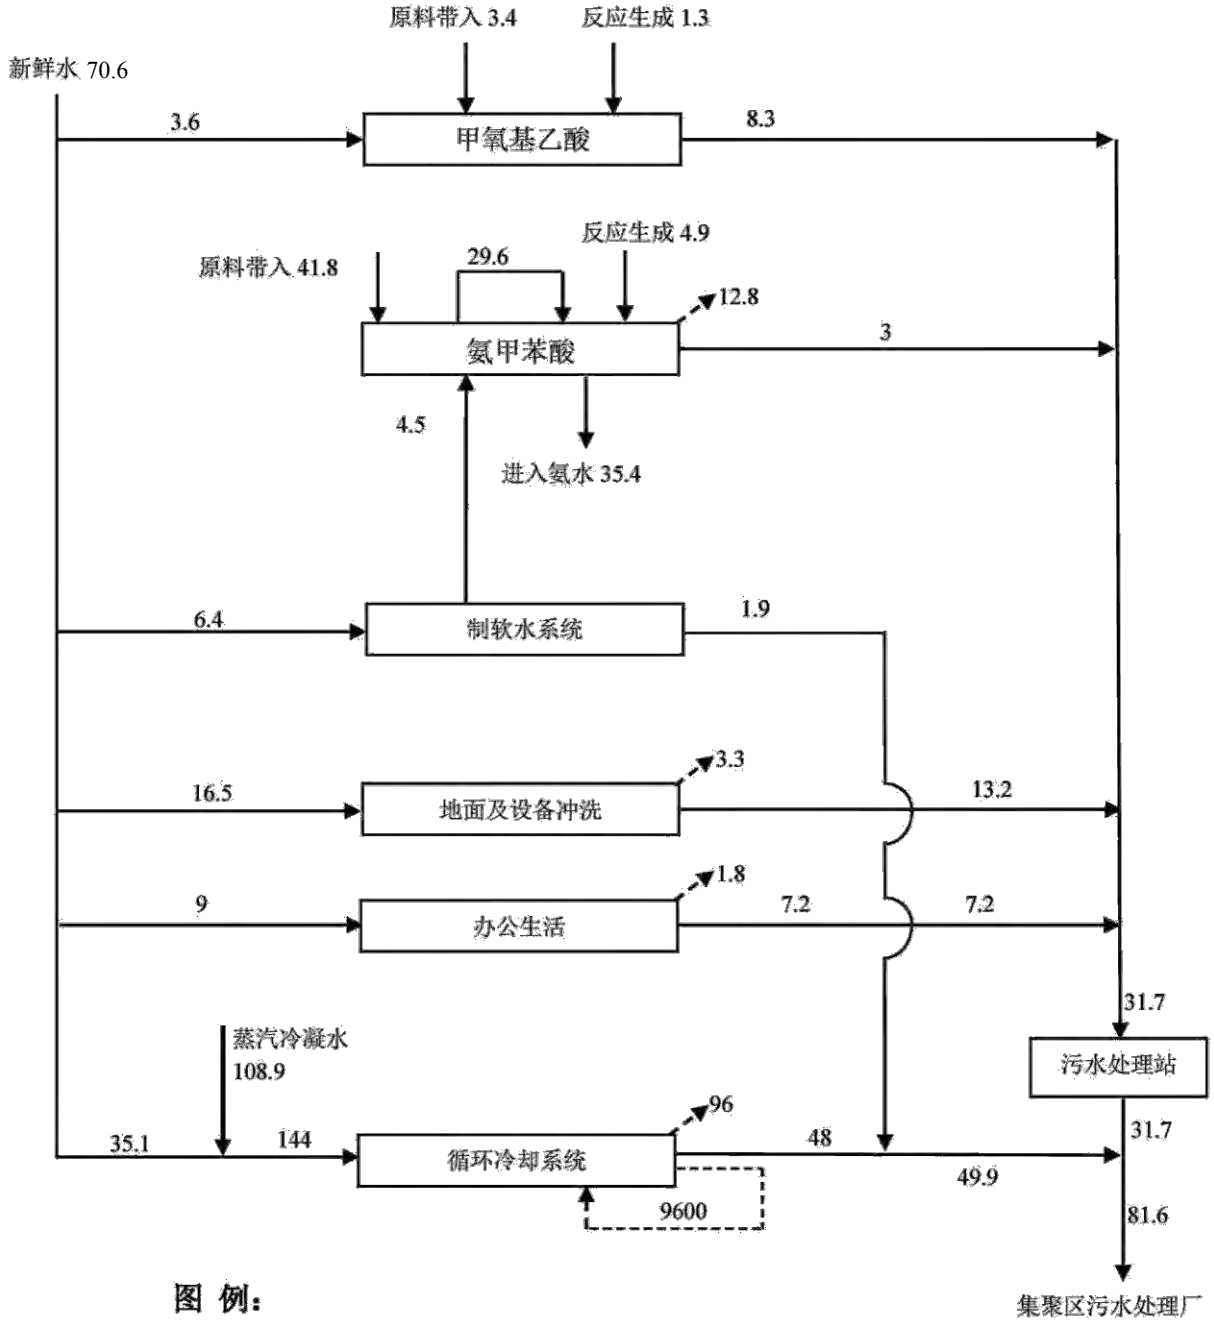 原料带入 3.4
反应生成 1.3
新鲜水 70.6
3.6
甲氧基乙酸
8.3
反应生成 4.9
原料带入 41.8
29.6
12.8
氨甲苯酸
3
4.5
进入氨水 35.4
6.4
制软水系统
1.9
3.3
16.5
地面及设备冲洗
13.2
1.8
9
办公生活
7.2
7.2
31.7
蒸汽冷凝水
108.9
污水处理站
96
35.1
144
循环冷却系统
48
31.7
49.9
9600
81.6
图 例：
集聚区污水处理厂